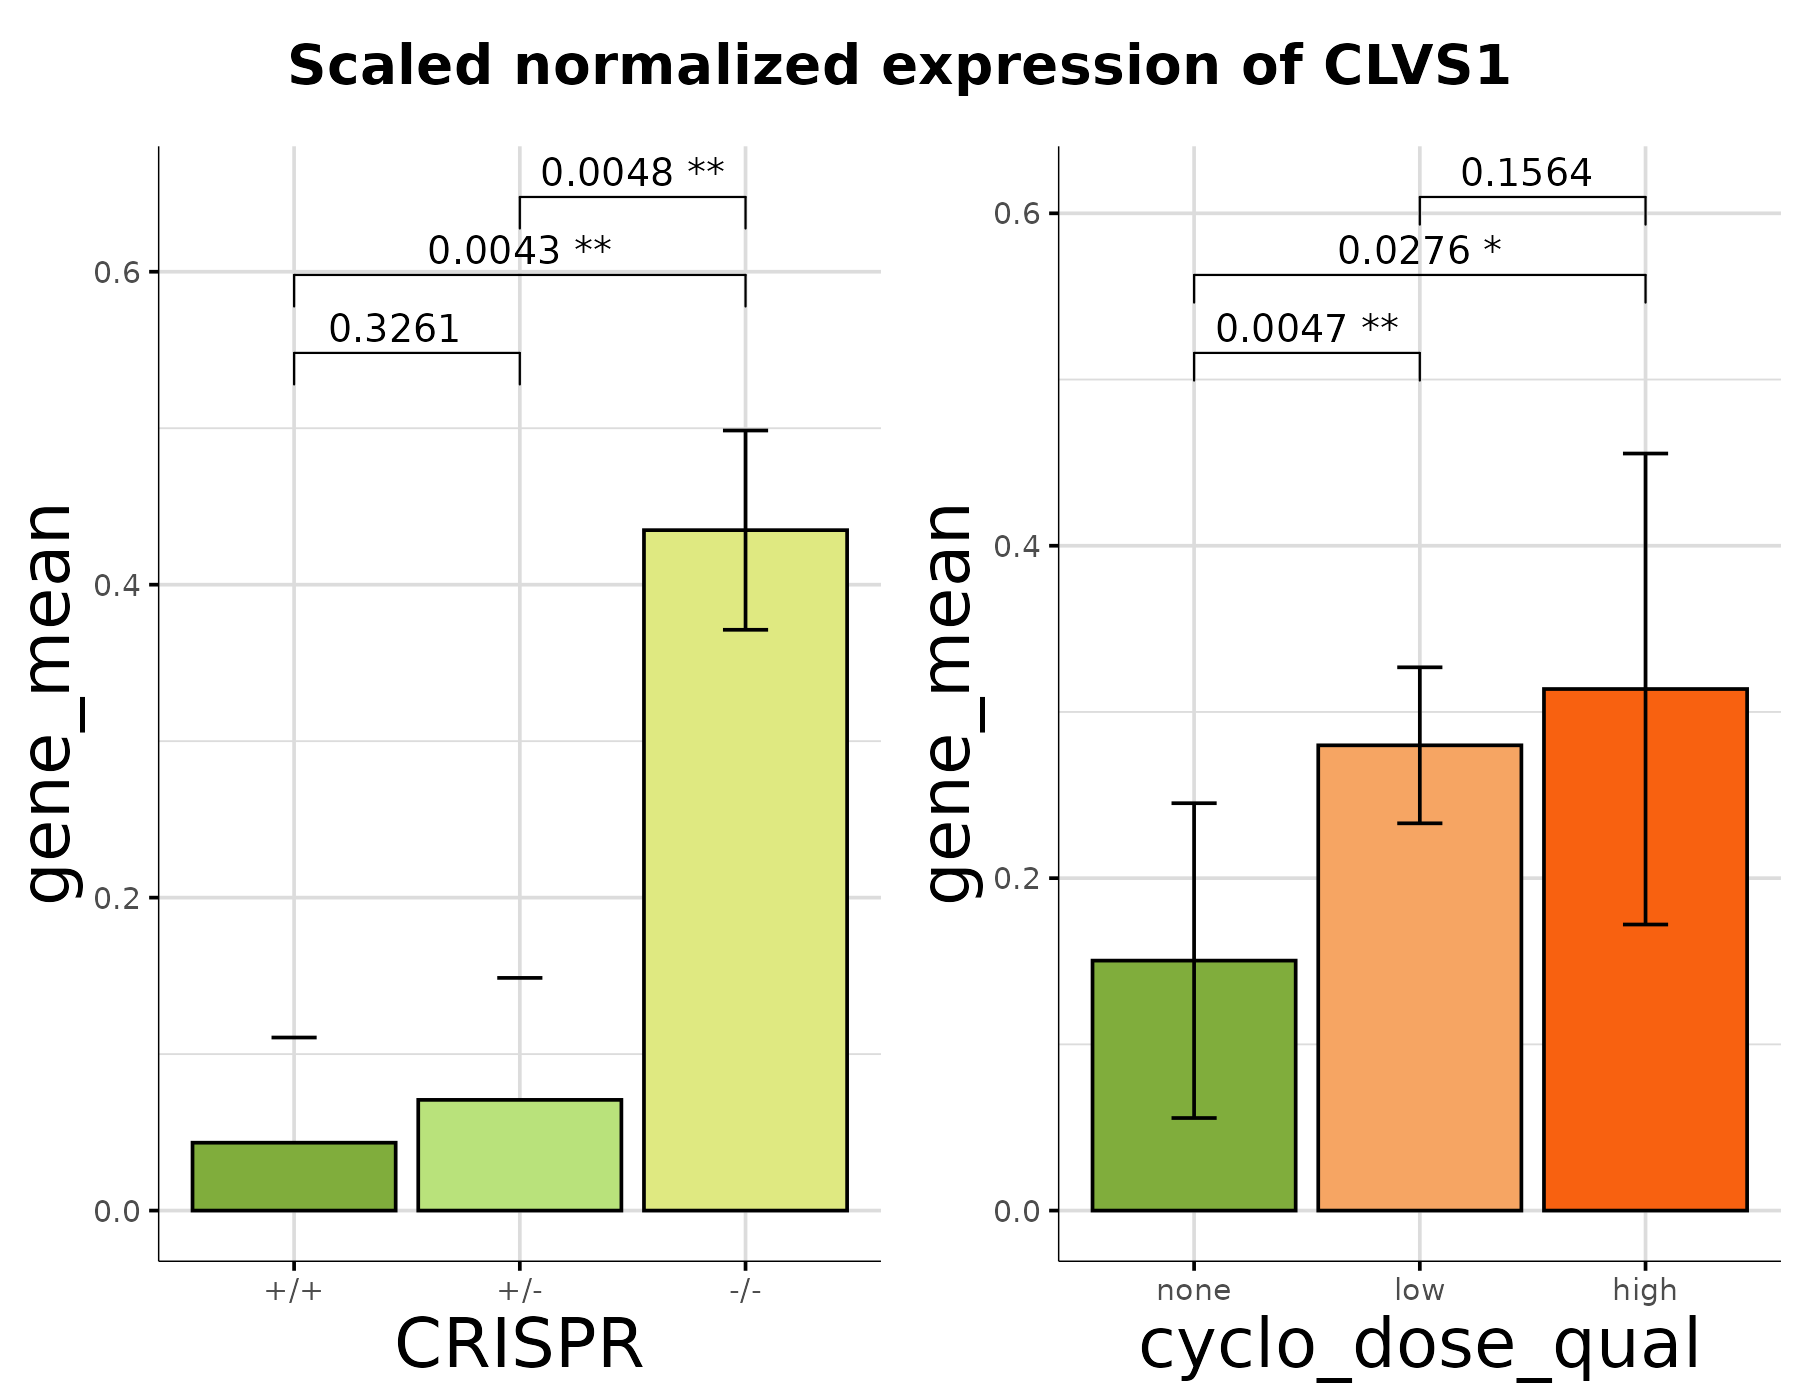 Scaled normalized expression of CLVS1
gene_mean
0.6
0.4
0.2
0.0
0.0048 **
0.0043 **
0.3261
+/+ +/- -/-
CRISPR
gene_mean
0.6
0.4
0.2
0.0
0.1564
0.0276 *
0.0047 **
none low high
cyclo_dose_qual